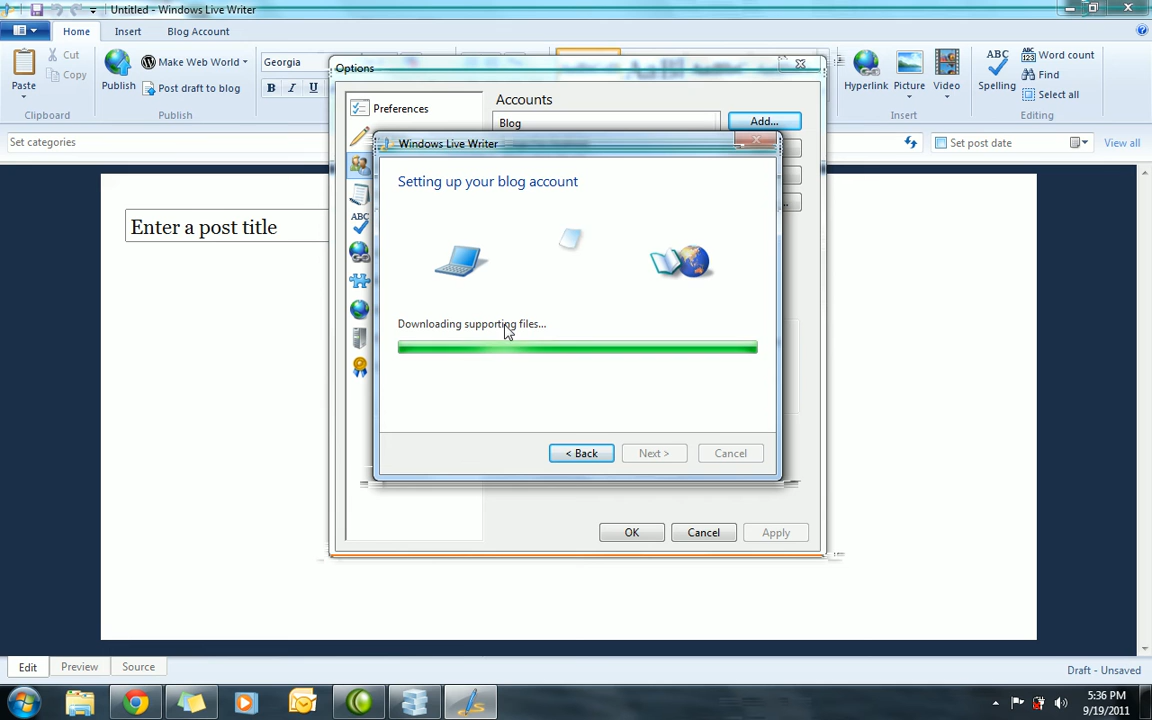 Untitled - Windows Live Writer
Home
Insert
Blog Account
Paste
Cut
Copy
Clipboard
Publish
Make Web World
Post draft to blog
Publish
Georgia
B I U
Hyperlink
Picture
Video
Insert
ABC
Spelling
ABC
123
Word count
Find
Select all
Editing
Set categories
Set post date
View all
Enter a post title
Options
Preferences
ABC
Accounts
Blog
Add...
Windows Live Writer
Setting up your blog account
Downloading supporting files...
< Back
Next >
Cancel
OK
Cancel
Apply
Edit
Preview
Source
Draft - Unsaved
5:36 PM
9/19/2011